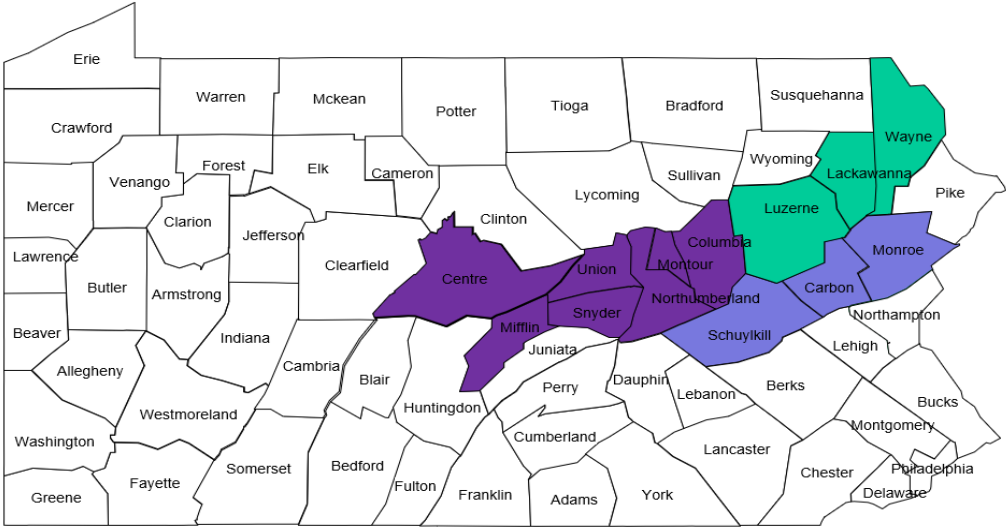 Erie
Warren
Mckean
Potter
Tioga
Bradford
Susquehanna
Wayne
Crawford
Forest
Elk
Cameron
Wyoming
Lackawanna
Venango
Sullivan
Pike
Mercer
Clarion
Clinton
Lycoming
Luzerne
Jefferson
Columbia
Monroe
Lawrence
Clearfield
Centre
Union
Montour
Butler
Armstrong
Carbon
Northumberland
Snyder
Northampton
Beaver
Indiana
Mifflin
Schuylkill
Juniata
Lehigh
Allegheny
Cambria
Blair
Perry
Dauphin
Berks
Lebanon
Bucks
Huntingdon
Westmoreland
Montgomery
Washington
Cumberland
Lancaster
Somerset
Bedford
Philadelphia
Chester
Fayette
Fulton
Delaware
Greene
Franklin
Adams
York